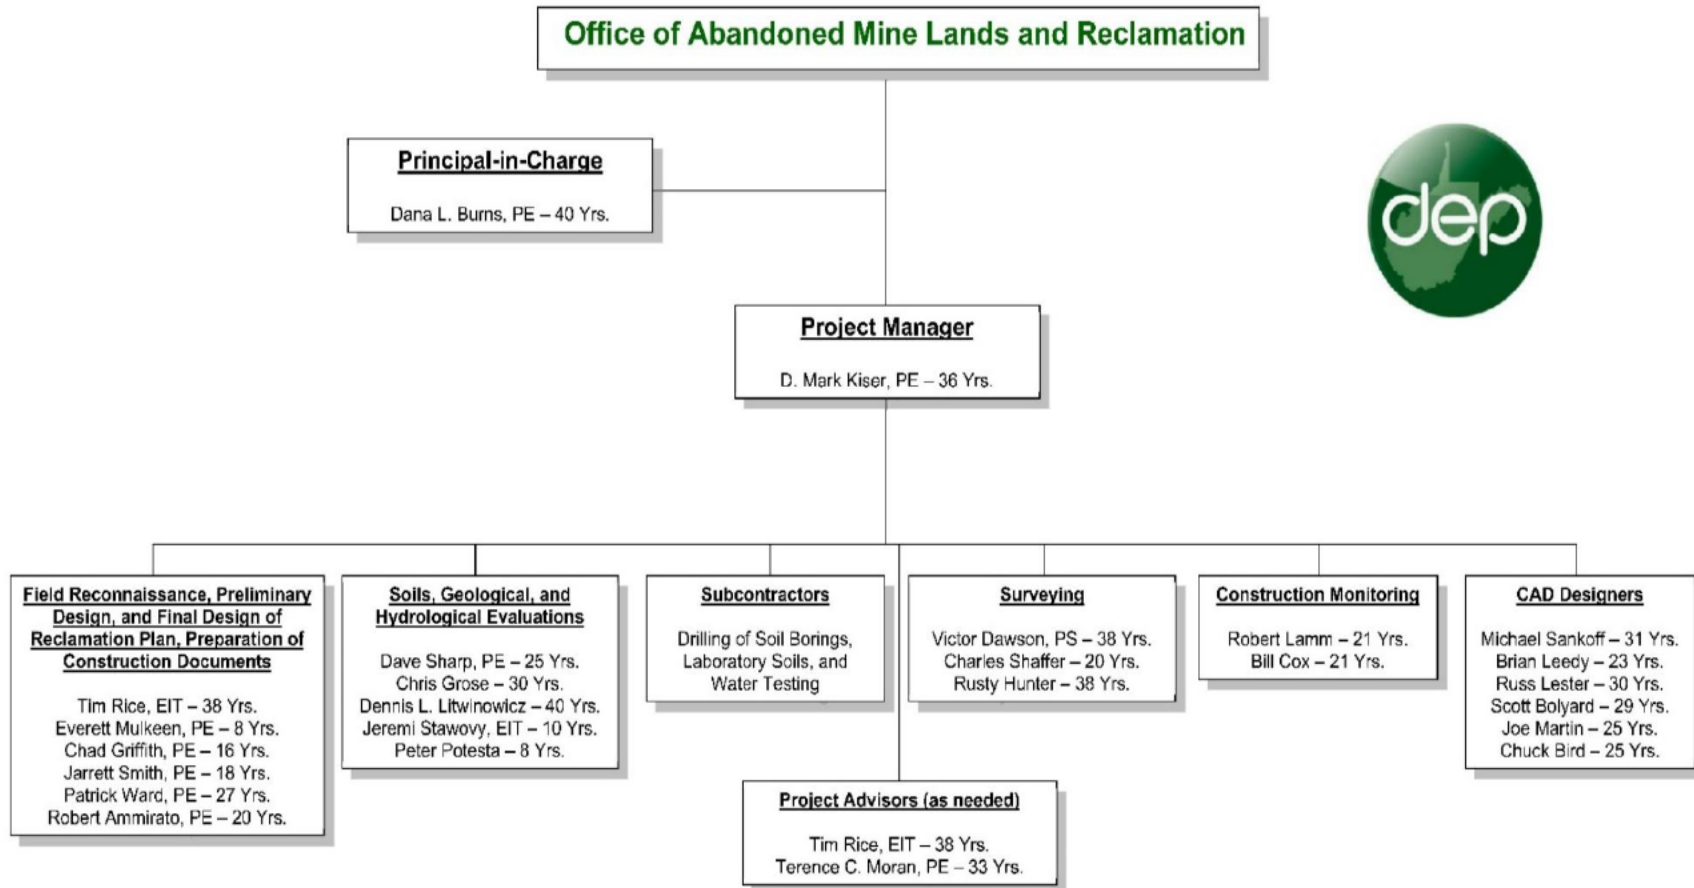 Office of Abandoned Mine Lands and Reclamation
Principal-in-Charge
Dana L. Burns, PE – 40 Yrs.
dep
Project Manager
D. Mark Kiser, PE – 36 Yrs.
Field Reconnaissance, Preliminary
Design, and Final Design of
Reclamation Plan, Preparation of
Construction Documents
Tim Rice, EIT – 38 Yrs.
Everett Mulkeen, PE – 8 Yrs.
Chad Griffith, PE – 16 Yrs.
Jarrett Smith, PE – 18 Yrs.
Patrick Ward, PE – 27 Yrs.
Robert Ammirato, PE – 20 Yrs.
Soils, Geological, and
Hydrological Evaluations
Dave Sharp, PE – 25 Yrs.
Chris Grose – 30 Yrs.
Dennis L. Litwinowicz – 40 Yrs.
Jeremi Stawovy, EIT – 10 Yrs.
Peter Potesta – 8 Yrs.
Subcontractors
Drilling of Soil Borings,
Laboratory Soils, and
Water Testing
Project Advisors (as needed)
Tim Rice, EIT – 38 Yrs.
Terence C. Moran, PE – 33 Yrs.
Surveying
Victor Dawson, PS – 38 Yrs.
Charles Shaffer – 20 Yrs.
Rusty Hunter – 38 Yrs.
Construction Monitoring
Robert Lamm – 21 Yrs.
Bill Cox – 21 Yrs.
CAD Designers
Michael Sankoff – 31 Yrs.
Brian Leedy – 23 Yrs.
Russ Lester – 30 Yrs.
Scott Bolyard – 29 Yrs.
Joe Martin – 25 Yrs.
Chuck Bird – 25 Yrs.